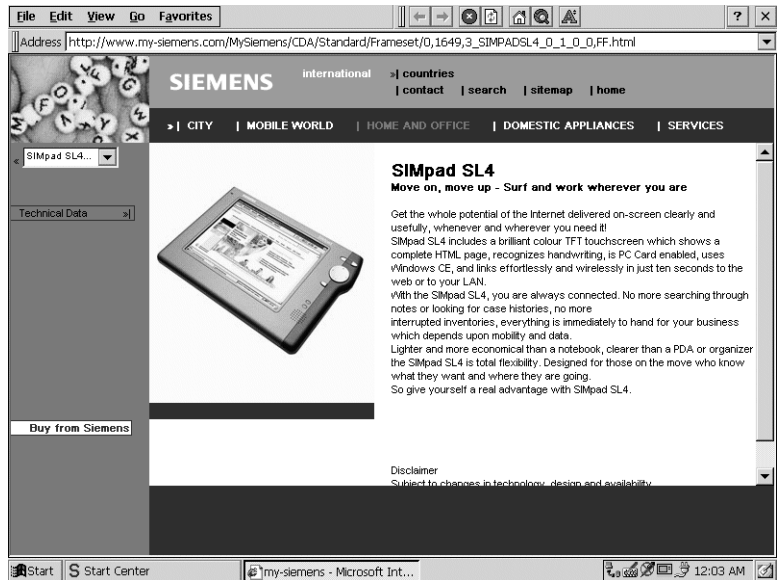 File Edit View Go Favorites ? ×
Address http://www.my-siemens.com/MySiemens/CDA/Standard/Frameset/0,1649,3_SIMPADSL4_0_1_0_0,FF.html
SIEMENS international »| countries
| contact | search | sitemap | home
»| CITY | MOBILE WORLD | HOME AND OFFICE | DOMESTIC APPLIANCES | SERVICES
« SIMpad SL4...
Technical Data »|
Buy from Siemens
SIMpad SL4
Move on, move up - Surf and work wherever you are
Get the whole potential of the Internet delivered on-screen clearly and
usefully, whenever and wherever you need it!
SIMpad SL4 includes a brilliant colour TFT touchscreen which shows a
complete HTML page, recognizes handwriting, is PC Card enabled, uses
Windows CE, and links effortlessly and wirelessly in just ten seconds to the
web or to your LAN.
With the SIMpad SL4, you are always connected. No more searching through
notes or looking for case histories, no more
interrupted inventories, everything is immediately to hand for your business
which depends upon mobility and data.
Lighter and more economical than a notebook, clearer than a PDA or organizer
the SIMpad SL4 is total flexibility. Designed for those on the move who know
what they want and where they are going.
So give yourself a real advantage with SIMpad SL4.
Disclaimer
Subject to changes in technology, design and availability
Start S Start Center my-siemens - Microsoft Int... 12:03 AM